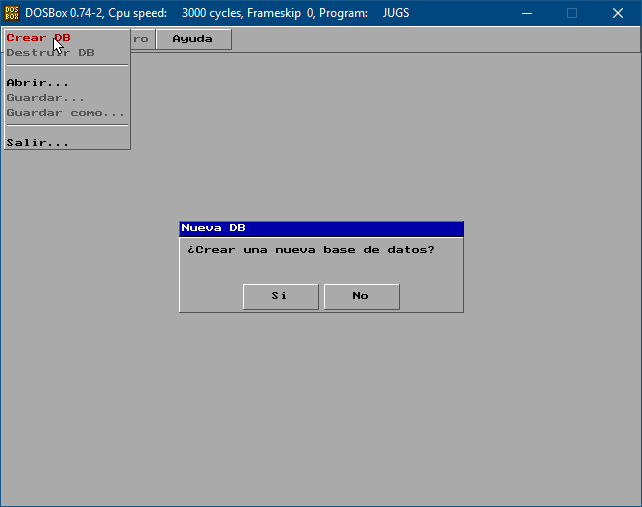 DOS
BOX
DOSBox 0.74-2, Cpu speed: 3000 cycles, Frameskip 0, Program: JUGS
Crear DB
ro
Ayuda
Destruir DB
Abrir...
Guardar...
Guardar como...
Salir...
Nueva DB
¿Crear una nueva base de datos?
Si
No